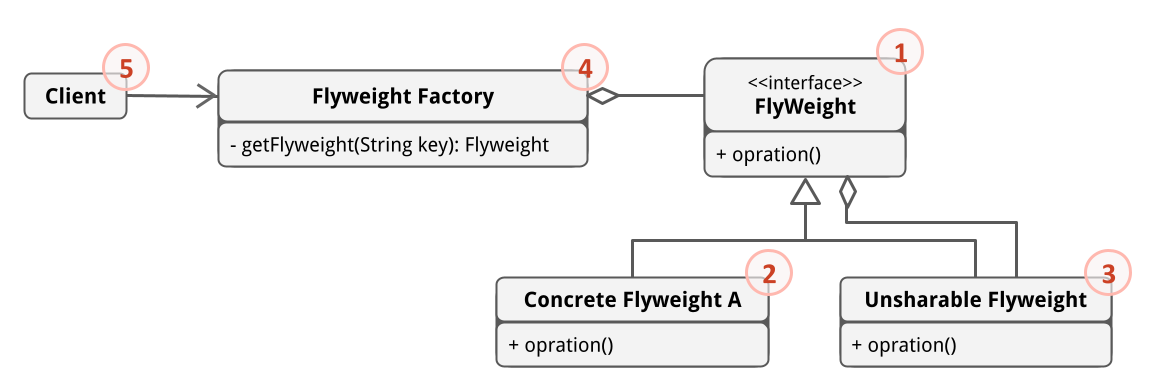 5
Client
4
Flyweight Factory
- getFlyweight(String key): Flyweight
1
<<interface>>
FlyWeight
+ opration()
2
Concrete Flyweight A
+ opration()
3
Unsharable Flyweight
+ opration()